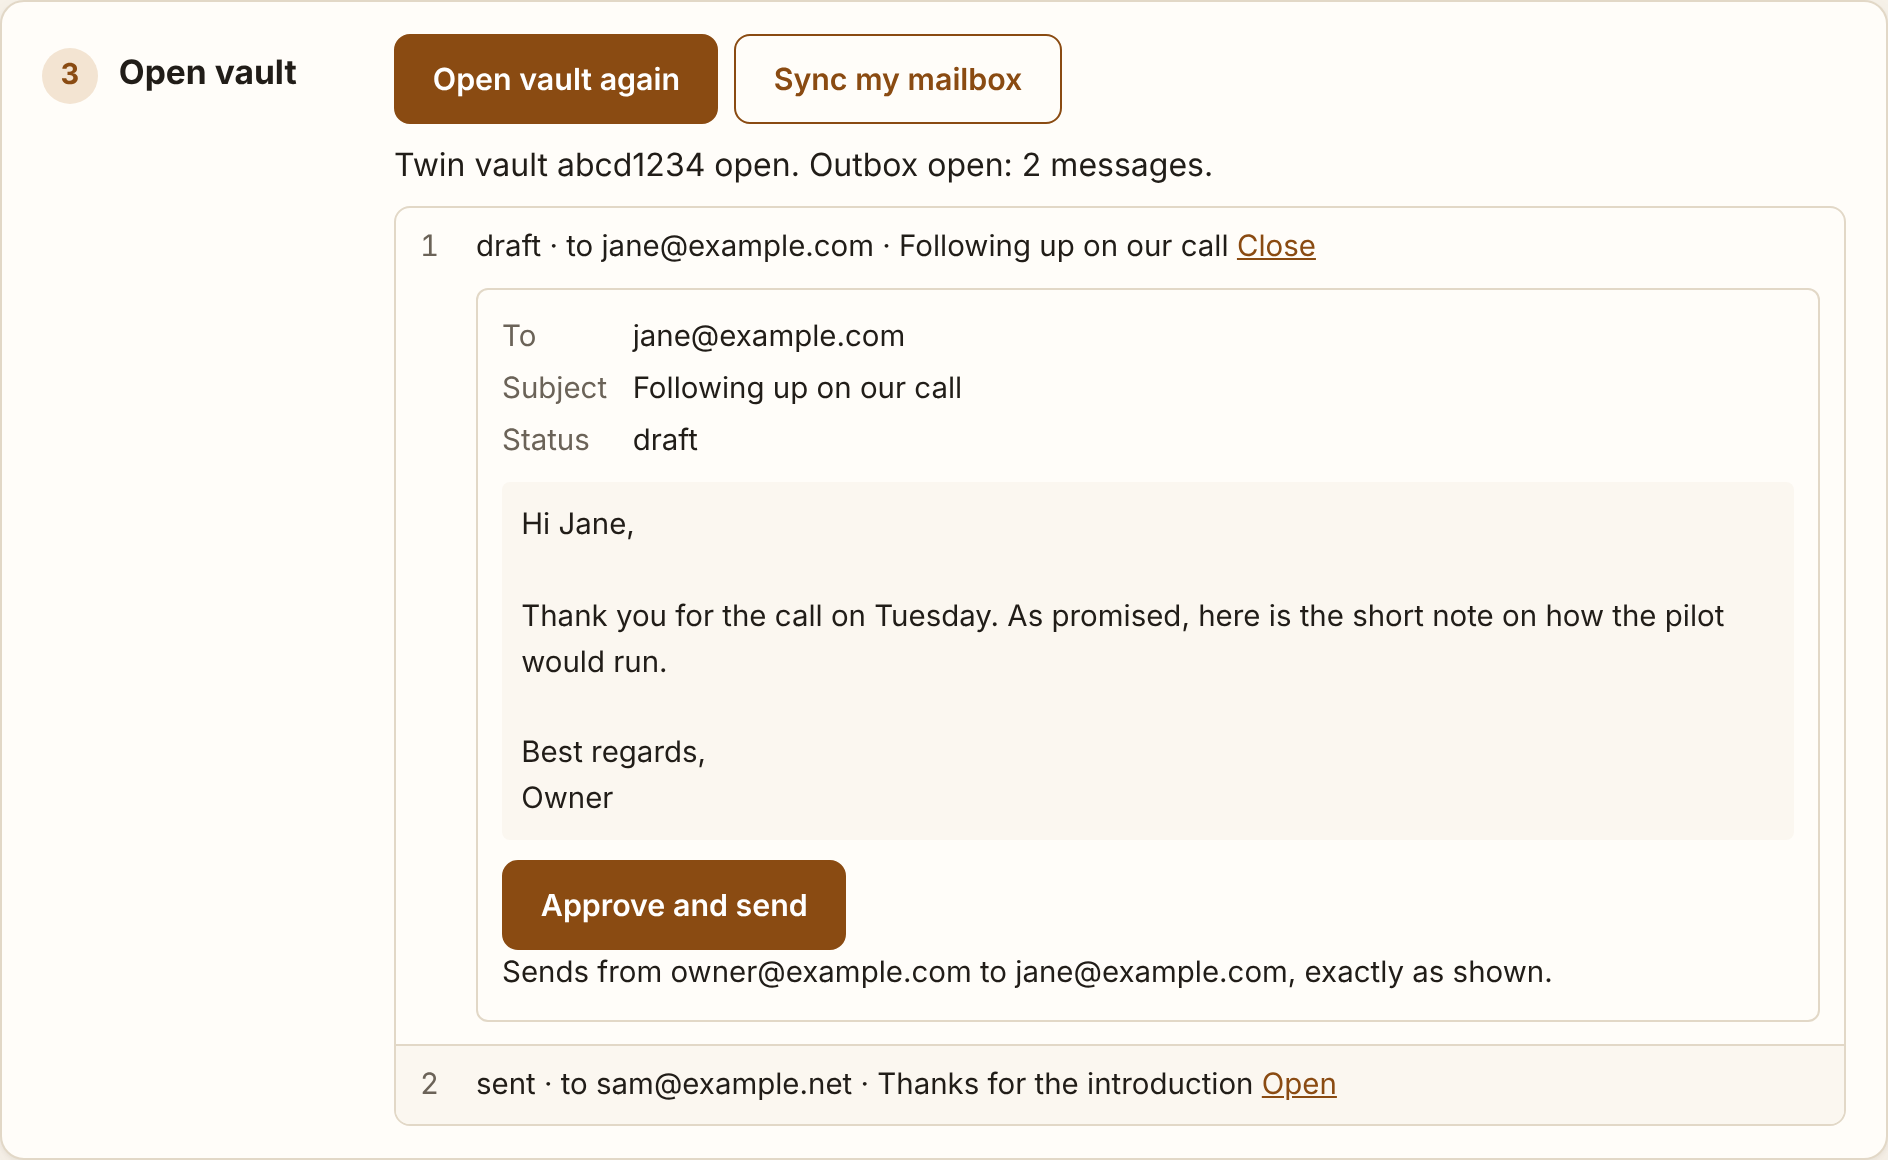 3 Open vault
Open vault again
Sync my mailbox
Twin vault abcd1234 open. Outbox open: 2 messages.
1 draft · to jane@example.com · Following up on our call Close
To jane@example.com
Subject Following up on our call
Status draft
Hi Jane,
Thank you for the call on Tuesday. As promised, here is the short note on how the pilot
would run.
Best regards,
Owner
Approve and send
Sends from owner@example.com to jane@example.com, exactly as shown.
2 sent · to sam@example.net · Thanks for the introduction Open